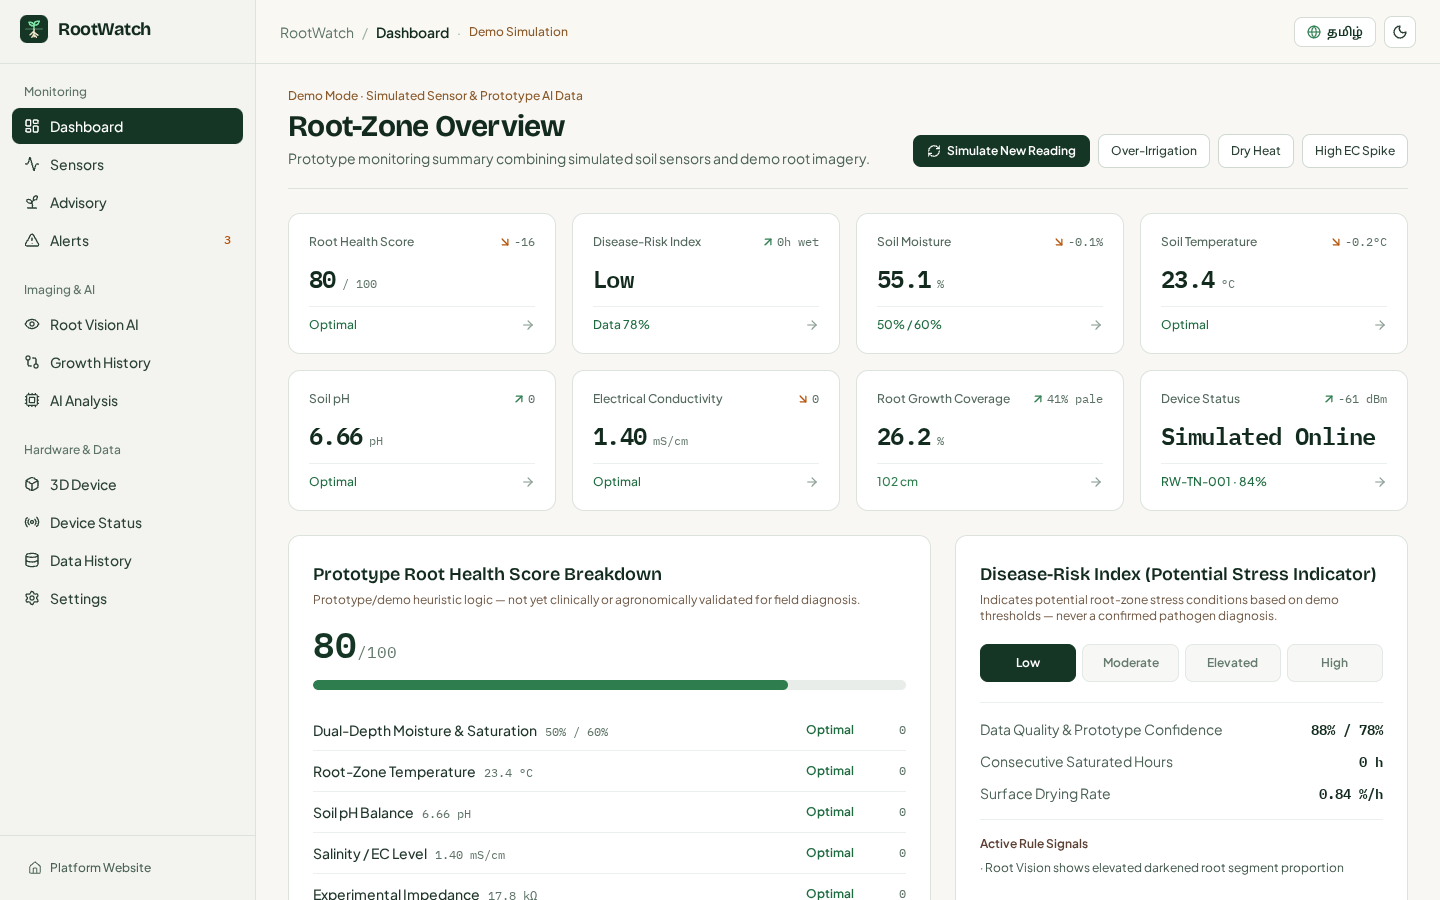 RootWatch
RootWatch / Dashboard · Demo Simulation
தமிழ்
Monitoring
Dashboard
Sensors
Advisory
Alerts 3
Imaging & AI
Root Vision AI
Growth History
AI Analysis
Hardware & Data
3D Device
Device Status
Data History
Settings
Platform Website
Demo Mode · Simulated Sensor & Prototype AI Data
Root-Zone Overview
Prototype monitoring summary combining simulated soil sensors and demo root imagery.
Simulate New Reading
Over-Irrigation
Dry Heat
High EC Spike
Root Health Score -16
80 / 100
Optimal
Disease-Risk Index 0h wet
Low
Data 78%
Soil Moisture -0.1%
55.1 %
50% / 60%
Soil Temperature -0.2°C
23.4 °C
Optimal
Soil pH 0
6.66 pH
Optimal
Electrical Conductivity 0
1.40 mS/cm
Optimal
Root Growth Coverage 41% pale
26.2 %
102 cm
Device Status -61 dBm
Simulated Online
RW-TN-001 · 84%
Prototype Root Health Score Breakdown
Prototype/demo heuristic logic — not yet clinically or agronomically validated for field diagnosis.
80/100
Dual-Depth Moisture & Saturation 50% / 60% Optimal 0
Root-Zone Temperature 23.4 °C Optimal 0
Soil pH Balance 6.66 pH Optimal 0
Salinity / EC Level 1.40 mS/cm Optimal 0
Experimental Impedance 17.8 kΩ Optimal 0
Disease-Risk Index (Potential Stress Indicator)
Indicates potential root-zone stress conditions based on demo
thresholds — never a confirmed pathogen diagnosis.
Low
Moderate
Elevated
High
Data Quality & Prototype Confidence 88% / 78%
Consecutive Saturated Hours 0 h
Surface Drying Rate 0.84 %/h
Active Rule Signals
· Root Vision shows elevated darkened root segment proportion